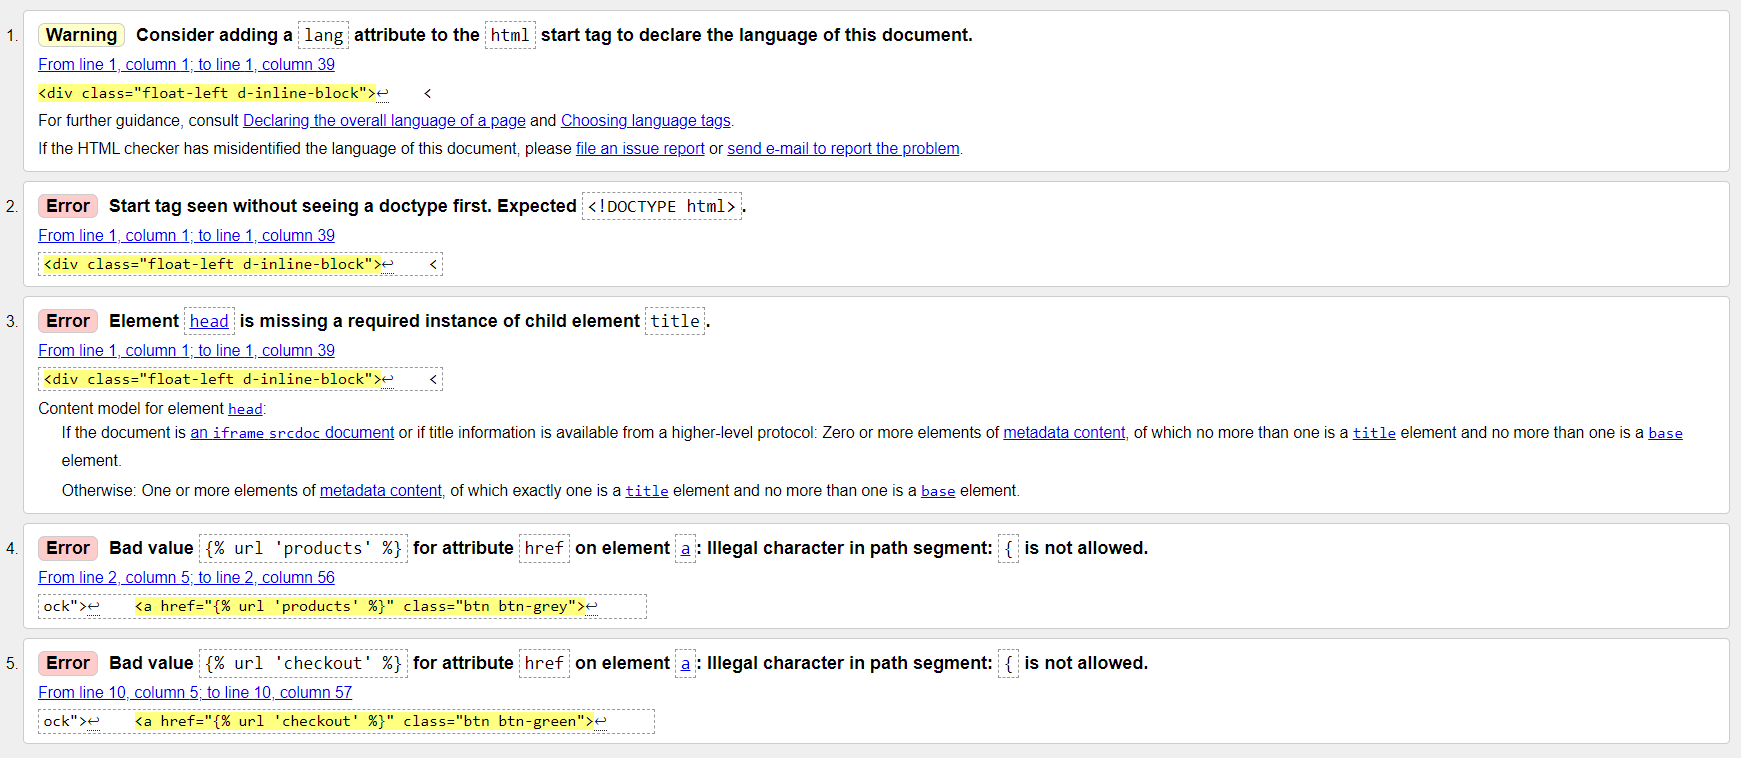 1. Warning Consider adding a lang attribute to the html start tag to declare the language of this document.
From line 1, column 1; to line 1, column 39
<div class="float-left d-inline-block">↩    <
For further guidance, consult Declaring the overall language of a page and Choosing language tags.
If the HTML checker has misidentified the language of this document, please file an issue report or send e-mail to report the problem.
2. Error Start tag seen without seeing a doctype first. Expected <!DOCTYPE html>.
From line 1, column 1; to line 1, column 39
<div class="float-left d-inline-block">↩    <
3. Error Element head is missing a required instance of child element title.
From line 1, column 1; to line 1, column 39
<div class="float-left d-inline-block">↩    <
Content model for element head:
If the document is an iframe srcdoc document or if title information is available from a higher-level protocol: Zero or more elements of metadata content, of which no more than one is a title element and no more than one is a base
element.
Otherwise: One or more elements of metadata content, of which exactly one is a title element and no more than one is a base element.
4. Error Bad value {% url 'products' %} for attribute href on element a: Illegal character in path segment: { is not allowed.
From line 2, column 5; to line 2, column 56
ock">↩    <a href="{% url 'products' %}" class="btn btn-grey">↩
5. Error Bad value {% url 'checkout' %} for attribute href on element a: Illegal character in path segment: { is not allowed.
From line 10, column 5; to line 10, column 57
ock">↩    <a href="{% url 'checkout' %}" class="btn btn-green">↩